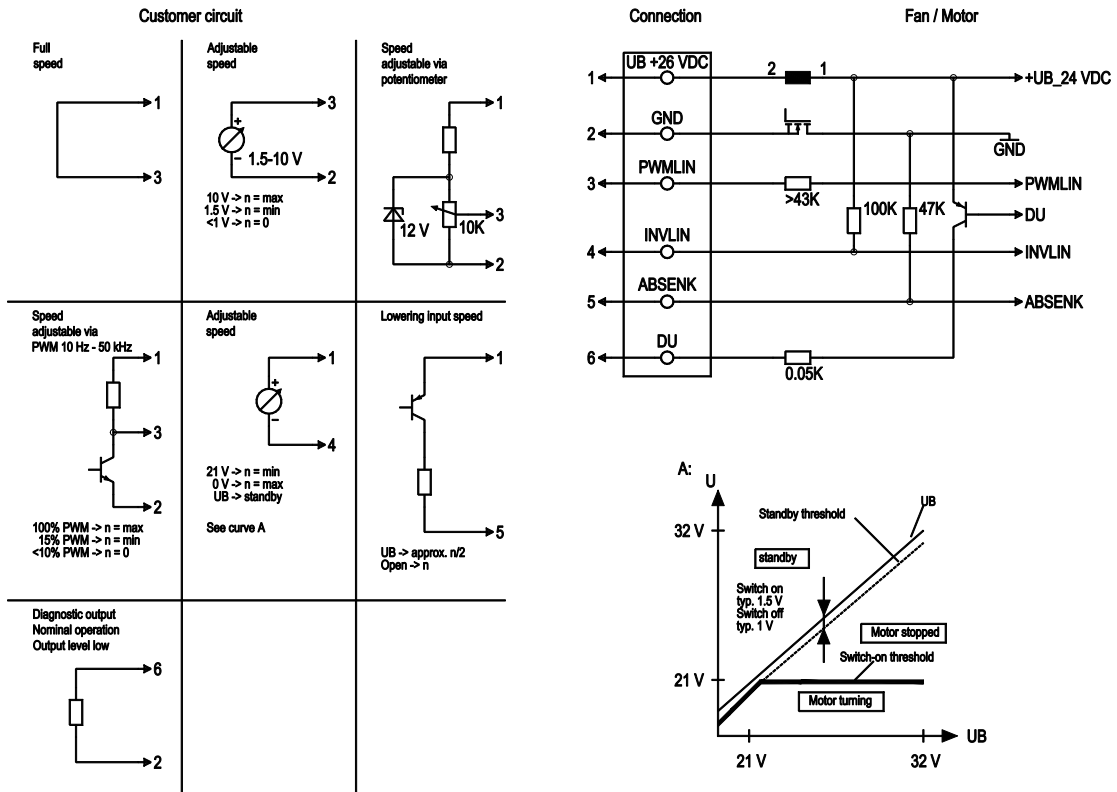 Customer circuit
Full
speed
1
3
Adjustable
speed
3
+
-
1.5-10 V
2
10 V -> n = max
1.5 V -> n = min
<1 V -> n = 0
Speed
adjustable via
potentiometer
1
12 V
3
10K
2
Speed
adjustable via
PWM 10 Hz - 50 kHz
1
3
2
100% PWM -> n = max
15% PWM -> n = min
<10% PWM -> n = 0
Adjustable
speed
1
+
-
4
21 V -> n = min
0 V -> n = max
UB -> standby
See curve A
Lowering input speed
1
5
UB -> approx. n/2
Open -> n
Diagnostic output
Nominal operation
Output level low
6
2
Connection
Fan / Motor
UB +26 VDC
1
2
1
+UB_24 VDC
GND
2
GND
PWMLIN
3
>43K
PWMLIN
100K
47K
DU
INVLIN
4
INVLIN
ABSENK
5
ABSENK
DU
6
0.05K
A:
U
UB
Standby threshold
32 V
standby
Switch on
typ. 1.5 V
Switch off
typ. 1 V
Motor stopped
Switch-on threshold
21 V
Motor turning
UB
21 V
32 V